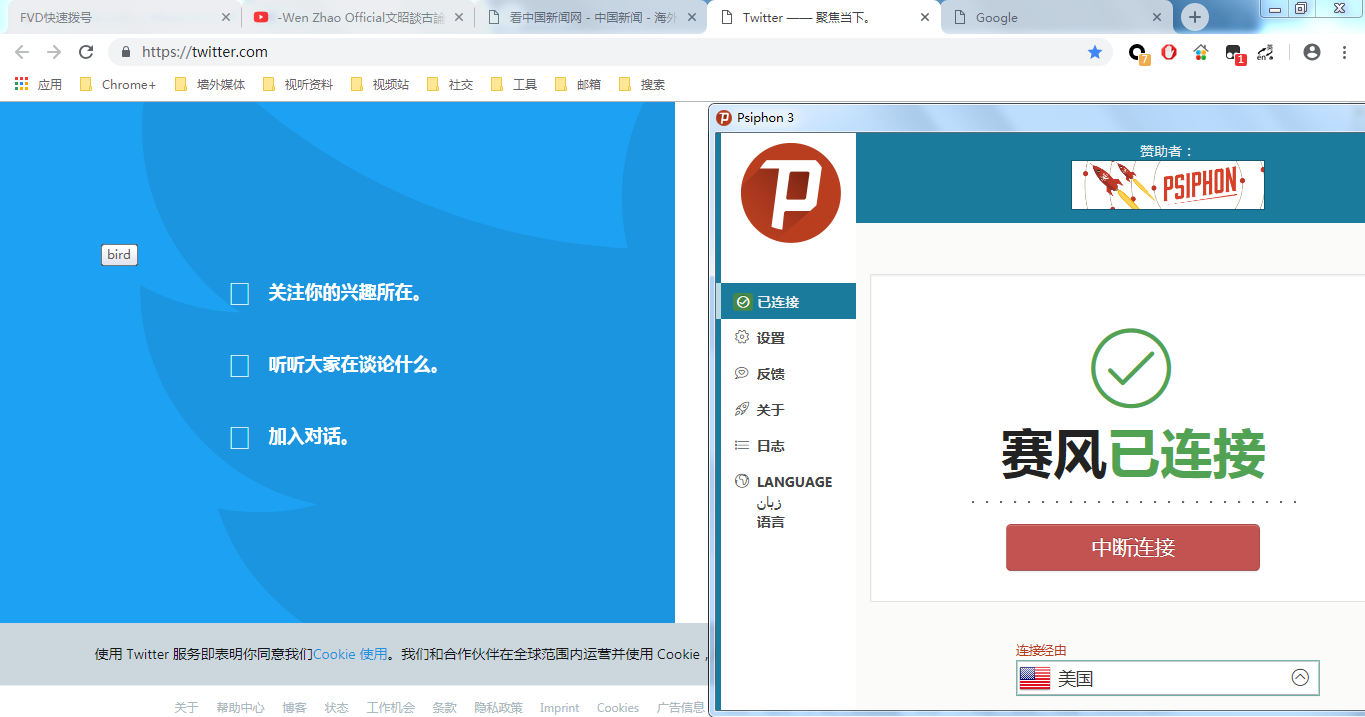 FVD快速拨号
-Wen Zhao Official文昭談古論
看中国新闻网 - 中国新闻 - 海外
Twitter —— 聚焦当下。
Google
https://twitter.com
7
1
en
应用
Chrome+
墙外媒体
视听资料
视频站
社交
工具
邮箱
搜索
bird
关注你的兴趣所在。
听听大家在谈论什么。
加入对话。
使用 Twitter 服务即表明你同意我们Cookie 使用。我们和合作伙伴在全球范围内运营并使用 Cookie，
关于 帮助中心 博客 状态 工作机会 条款 隐私政策 Imprint Cookies 广告信息
Psiphon 3
赞助者：
PSIPHON
已连接
设置
反馈
关于
日志
LANGUAGE
زبان
语言
赛风已连接
中断连接
连接经由
美国